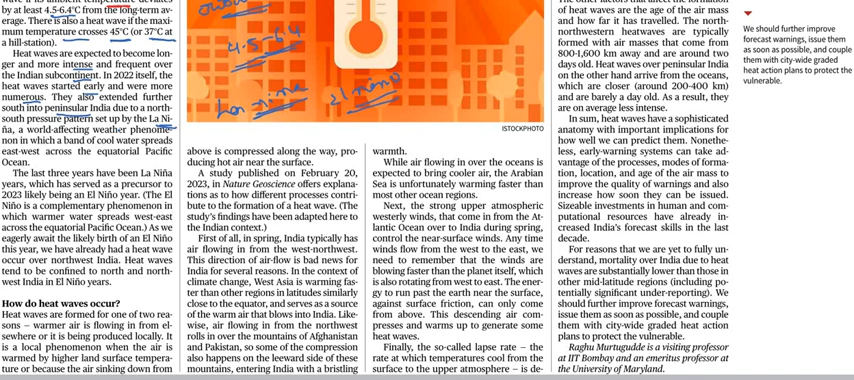 wave if its ambient temperature deviates
by at least 4.5-6.4°C from the long-term av-
erage. There is also a heat wave if the maxi-
mum temperature crosses 45°C (or 37°C at
a hill-station).
Heat waves are expected to become lon-
ger and more intense and frequent over
the Indian subcontinent. In 2022 itself, the
heat waves started early and were more
numerous. They also extended further
south into peninsular India due to a north-
south pressure pattern set up by the La Ni-
ña, a world-affecting weather phenome-
non in which a band of cool water spreads
east-west across the equatorial Pacific
Ocean.
The last three years have been La Niña
years, which has served as a precursor to
2023 likely being an El Niño year. (The El
Niño is a complementary phenomenon in
which warmer water spreads west-east
across the equatorial Pacific Ocean.) As we
eagerly await the likely birth of an El Niño
this year, we have already had a heat wave
occur over northwest India. Heat waves
tend to be confined to north and north-
west India in El Niño years.
How do heat waves occur?
Heat waves are formed for one of two rea-
sons – warmer air is flowing in from el-
sewhere or it is being produced locally. It
is a local phenomenon when the air is
warmed by higher land surface tempera-
ture or because the air sinking down from
4.5-6.4
La nina
El nino
ISTOCKPHOTO
above is compressed along the way, pro-
ducing hot air near the surface.
A study published on February 20,
2023, in Nature Geoscience offers explana-
tions as to how different processes contri-
bute to the formation of a heat wave. (The
study's findings have been adapted here to
the Indian context.)
First of all, in spring, India typically has
air flowing in from the west-northwest.
This direction of air-flow is bad news for
India for several reasons. In the context of
climate change, West Asia is warming fas-
ter than other regions in latitudes similarly
close to the equator, and serves as a source
of the warm air that blows into India. Like-
wise, air flowing in from the northwest
rolls in over the mountains of Afghanistan
and Pakistan, so some of the compression
also happens on the leeward side of these
mountains, entering India with a bristling
warmth.
While air flowing in over the oceans is
expected to bring cooler air, the Arabian
Sea is unfortunately warming faster than
most other ocean regions.
Next, the strong upper atmospheric
westerly winds, that come in from the At-
lantic Ocean over to India during spring,
control the near-surface winds. Any time
winds flow from the west to the east, we
need to remember that the winds are
blowing faster than the planet itself, which
is also rotating from west to east. The ener-
gy to run past the earth near the surface,
against surface friction, can only come
from above. This descending air com-
presses and warms up to generate some
heat waves.
Finally, the so-called lapse rate – the
rate at which temperatures cool from the
surface to the upper atmosphere – is de-
of heat waves are the age of the air mass
and how far it has travelled. The north-
northwestern heatwaves are typically
formed with air masses that come from
800-1,600 km away and are around two
days old. Heat waves over peninsular India
on the other hand arrive from the oceans,
which are closer (around 200-400 km)
and are barely a day old. As a result, they
are on average less intense.
In sum, heat waves have a sophisticated
anatomy with important implications for
how well we can predict them. Nonethe-
less, early-warning systems can take ad-
vantage of the processes, modes of forma-
tion, location, and age of the air mass to
improve the quality of warnings and also
increase how soon they can be issued.
Sizeable investments in human and com-
putational resources have already in-
creased India's forecast skills in the last
decade.
For reasons that we are yet to fully un-
derstand, mortality over India due to heat
waves are substantially lower than those in
other mid-latitude regions (including po-
tentially significant under-reporting). We
should further improve forecast warnings,
issue them as soon as possible, and couple
them with city-wide graded heat action
plans to protect the vulnerable.
Raghu Murtugudde is a visiting professor
at IIT Bombay and an emeritus professor at
the University of Maryland.
We should further improve
forecast warnings, issue them
as soon as possible, and couple
them with city-wide graded
heat action plans to protect the
vulnerable.